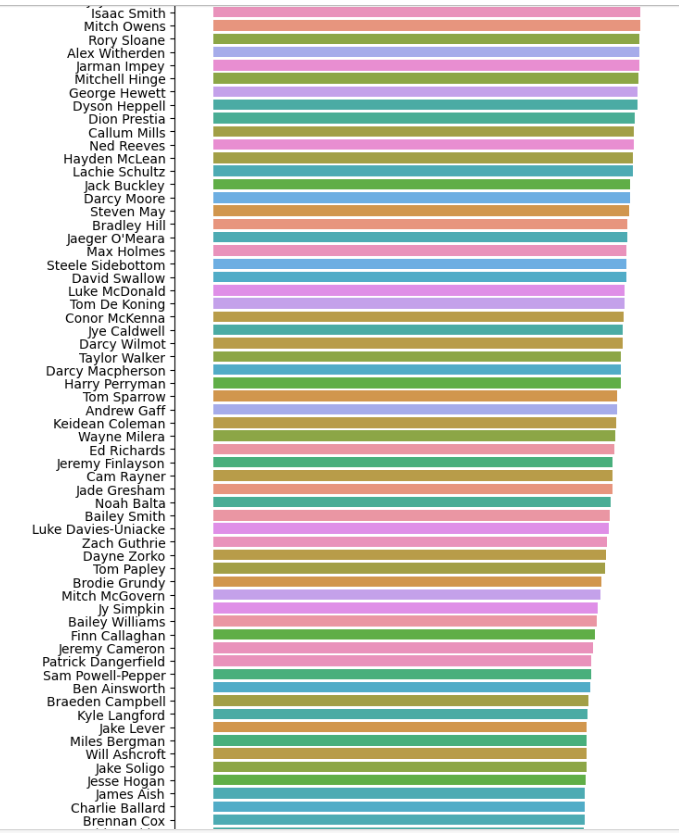 Isaac Smith
Mitch Owens
Rory Sloane
Alex Witherden
Jarman Impey
Mitchell Hinge
George Hewett
Dyson Heppell
Dion Prestia
Callum Mills
Ned Reeves
Hayden McLean
Lachie Schultz
Jack Buckley
Darcy Moore
Steven May
Bradley Hill
Jaeger O'Meara
Max Holmes
Steele Sidebottom
David Swallow
Luke McDonald
Tom De Koning
Conor McKenna
Jye Caldwell
Darcy Wilmot
Taylor Walker
Darcy Macpherson
Harry Perryman
Tom Sparrow
Andrew Gaff
Keidean Coleman
Wayne Milera
Ed Richards
Jeremy Finlayson
Cam Rayner
Jade Gresham
Noah Balta
Bailey Smith
Luke Davies-Uniacke
Zach Guthrie
Dayne Zorko
Tom Papley
Brodie Grundy
Mitch McGovern
Jy Simpkin
Bailey Williams
Finn Callaghan
Jeremy Cameron
Patrick Dangerfield
Sam Powell-Pepper
Ben Ainsworth
Braeden Campbell
Kyle Langford
Jake Lever
Miles Bergman
Will Ashcroft
Jake Soligo
Jesse Hogan
James Aish
Charlie Ballard
Brennan Cox